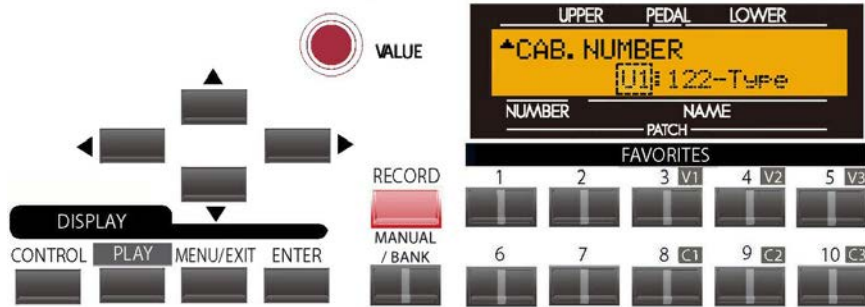 UPPER PEDAL LOWER
VALUE
CAB. NUMBER
U1: 122-Type
NUMBER NAME
PATCH
FAVORITES
RECORD
1 2 3 V1 4 V2 5 V3
DISPLAY
CONTROL PLAY MENU/EXIT ENTER
MANUAL
/ BANK
6 7 8 C1 9 C2 10 C3